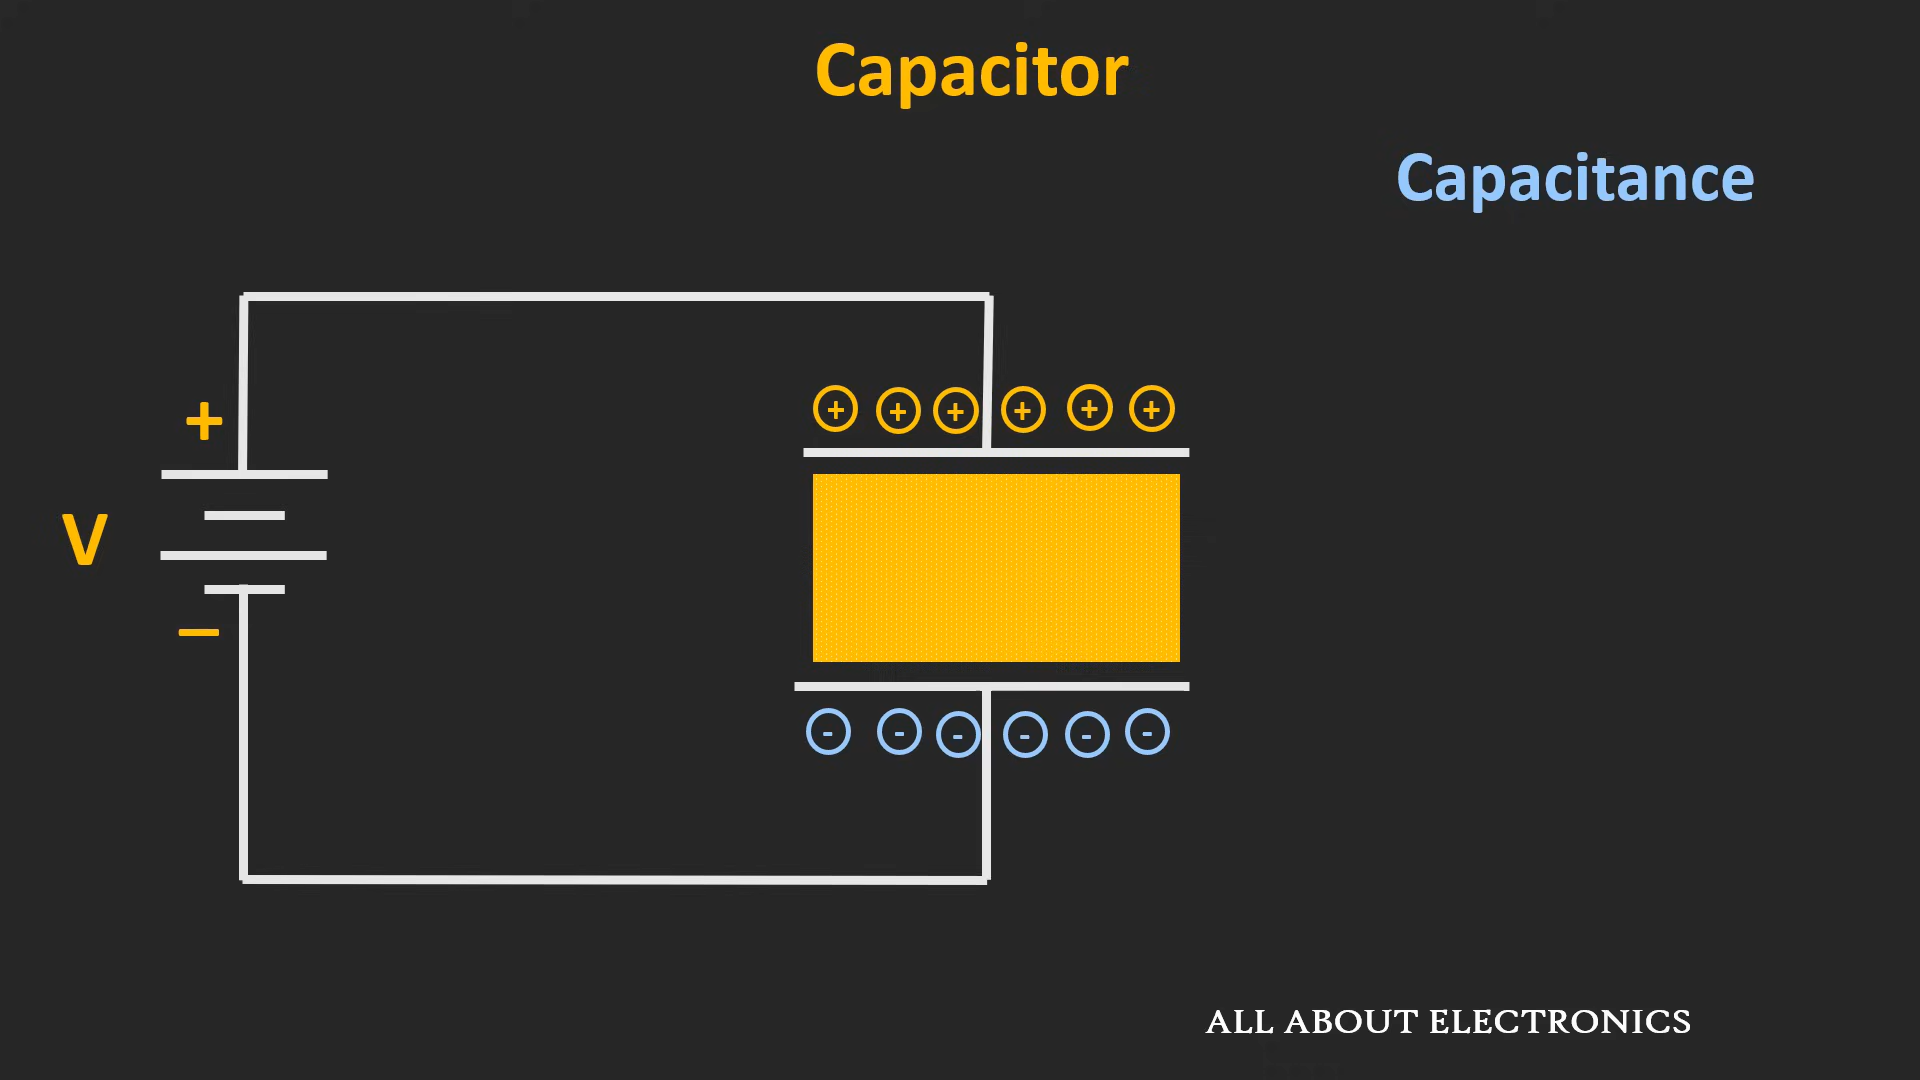 Capacitor
Capacitance
+
+ + + + + +
V
–
- - - - - -
ALL ABOUT ELECTRONICS